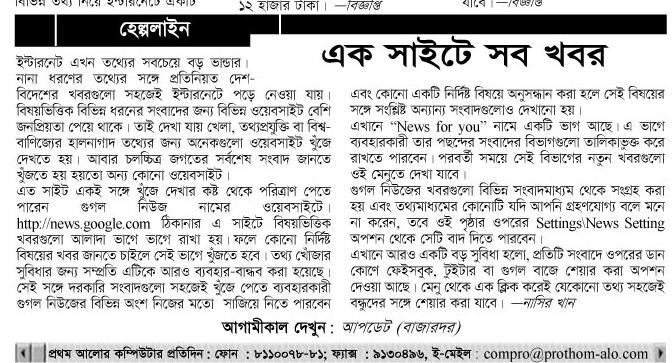 ১২ হাজার টাকা। –বিজ্ঞপ্তি
যাবে। –বিজ্ঞপ্তি
হেল্পলাইন
এক সাইটে সব খবর
ইন্টারনেট এখন তথ্যের সবচেয়ে বড় ভান্ডার।
নানা ধরণের তথ্যের সঙ্গে প্রতিনিয়ত দেশ-
বিদেশের খবরগুলো সহজেই ইন্টারনেটে পড়ে নেওয়া যায়।
বিষয়ভিত্তিক বিভিন্ন ধরনের সংবাদের জন্য বিভিন্ন ওয়েবসাইট বেশি
জনপ্রিয়তা পেয়ে থাকে। তাই দেখা যায় খেলা, তথ্যপ্রযুক্তি বা বিশ্ব-
বাণিজ্যের হালনাগাদ তথ্যের জন্য অনেকগুলো ওয়েবসাইট খুঁজে
দেখতে হয়। আবার চলচ্চিত্র জগতের সর্বশেষ সংবাদ জানতে
খুঁজতে হয় হয়তো অন্য কোনো ওয়েবসাইট।
এত সাইট একই সঙ্গে খুঁজে দেখার কষ্ট থেকে পরিত্রাণ পেতে
পারেন গুগল নিউজ নামের ওয়েবসাইটে।
http://news.google.com ঠিকানার এ সাইটে বিষয়ভিত্তিক
খবরগুলো আলাদা ভাগে ভাগে রাখা হয়। ফলে কোনো নির্দিষ্ট
বিষয়ের খবর জানতে চাইলে সেই ভাগে খুঁজতে হবে। তথ্য খোঁজার
সুবিধার জন্য সম্প্রতি এটিকে আরও ব্যবহার-বান্ধব করা হয়েছে।
সেই সঙ্গে দরকারি সংবাদগুলো সহজেই খুঁজে পেতে ব্যবহারকারী
গুগল নিউজের বিভিন্ন অংশ নিজের মতো সাজিয়ে নিতে পারবেন
এবং কোনো একটি নির্দিষ্ট বিষয়ে অনুসন্ধান করা হলে সেই বিষয়ের
সঙ্গে সংশ্লিষ্ট অন্যান্য সংবাদগুলোও দেখানো হয়।
এখানে “News for you” নামে একটি ভাগ আছে। এ ভাগে
ব্যবহারকারী তার পছন্দের সংবাদের বিভাগগুলো তালিকাভুক্ত করে
রাখতে পারবেন। পরবর্তী সময়ে সেই বিভাগের নতুন খবরগুলো
ওই মেনুতে দেখা যাবে।
গুগল নিউজের খবরগুলো বিভিন্ন সংবাদমাধ্যম থেকে সংগ্রহ করা
হয় এবং তথ্যমাধ্যমের কোনোটি যদি আপনি গ্রহণযোগ্য বলে মনে
না করেন, তবে ওই পৃষ্ঠার ওপরের Settings\News Setting
অপশন থেকে সেটি বাদ দিতে পারবেন।
এখানে আরও একটি বড় সুবিধা হলো, প্রতিটি সংবাদে ওপরের ডান
কোণে ফেইসবুক, টুইটার বা গুগল বাজে শেয়ার করা অপশন
দেওয়া আছে। মেনু থেকে এক ক্লিক করেই যেকোনো তথ্য সহজেই
বন্ধুদের সঙ্গে শেয়ার করা যাবে। –নাসির খান
আগামীকাল দেখুন : আপডেট (বাজারদর)
প্রথম আলোর কম্পিউটার প্রতিদিন : ফোন : ৮১১০০৭৮-৮১; ফ্যাক্স : ৯১৩০৪৯৬, ই-মেইল : compro@prothom-alo.com